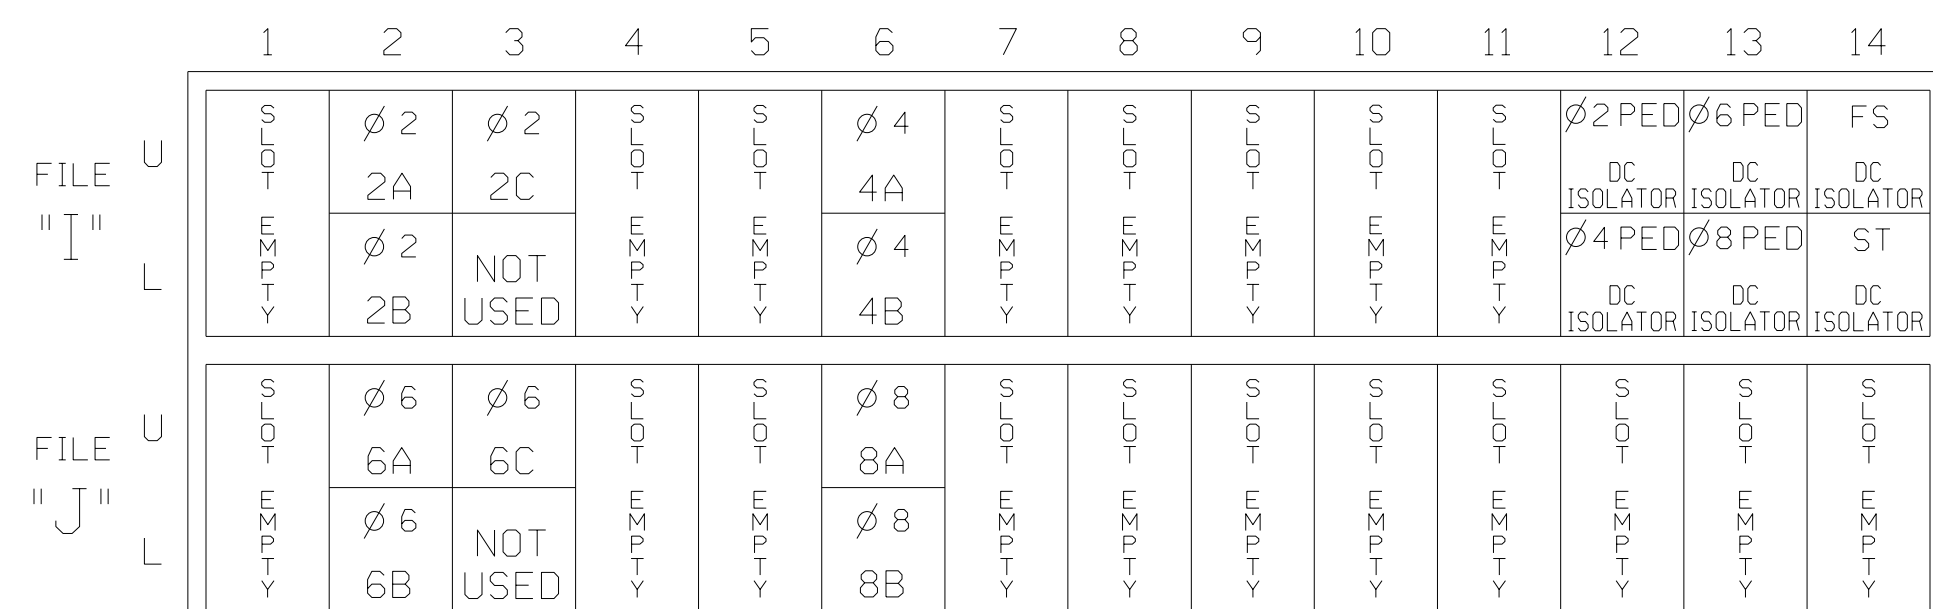 1 2 3 4 5 6 7 8 9 10 11 12 13 14
FILE "I"
U
L
SLOT EMPTY
Ø 2
2A
Ø 2
2B
Ø 2
2C
NOT USED
SLOT EMPTY
SLOT EMPTY
Ø 4
4A
Ø 4
4B
SLOT EMPTY
SLOT EMPTY
SLOT EMPTY
SLOT EMPTY
SLOT EMPTY
Ø2 PED
DC
ISOLATOR
Ø4 PED
DC
ISOLATOR
Ø6 PED
DC
ISOLATOR
Ø8 PED
DC
ISOLATOR
FS
DC
ISOLATOR
ST
DC
ISOLATOR
FILE "J"
U
L
SLOT EMPTY
Ø 6
6A
Ø 6
6B
Ø 6
6C
NOT USED
SLOT EMPTY
SLOT EMPTY
Ø 8
8A
Ø 8
8B
SLOT EMPTY
SLOT EMPTY
SLOT EMPTY
SLOT EMPTY
SLOT EMPTY
SLOT EMPTY
SLOT EMPTY
SLOT EMPTY